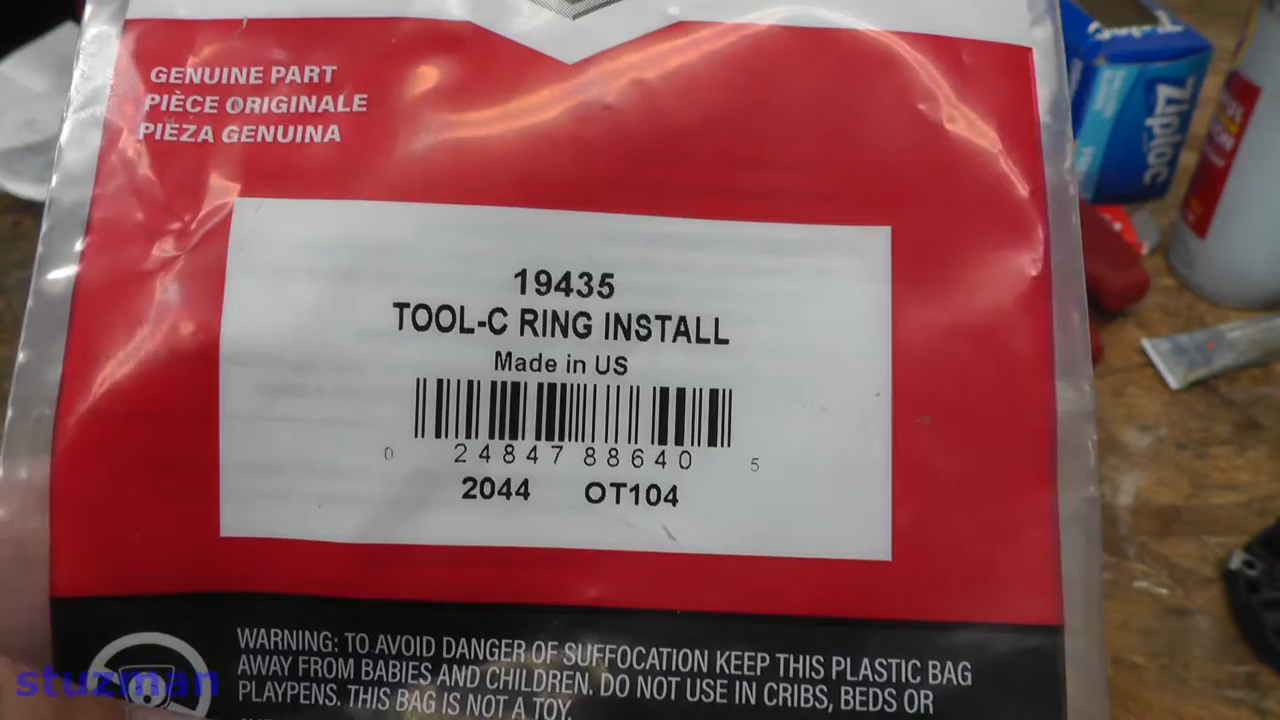 GENUINE PART
PIÈCE ORIGINALE
PIEZA GENUINA
19435
TOOL-C RING INSTALL
Made in US
0 24847 88640 5
2044 OT104
WARNING: TO AVOID DANGER OF SUFFOCATION KEEP THIS PLASTIC BAG
AWAY FROM BABIES AND CHILDREN. DO NOT USE IN CRIBS, BEDS OR
PLAYPENS. THIS BAG IS NOT A TOY.
stuzman
Ziploc